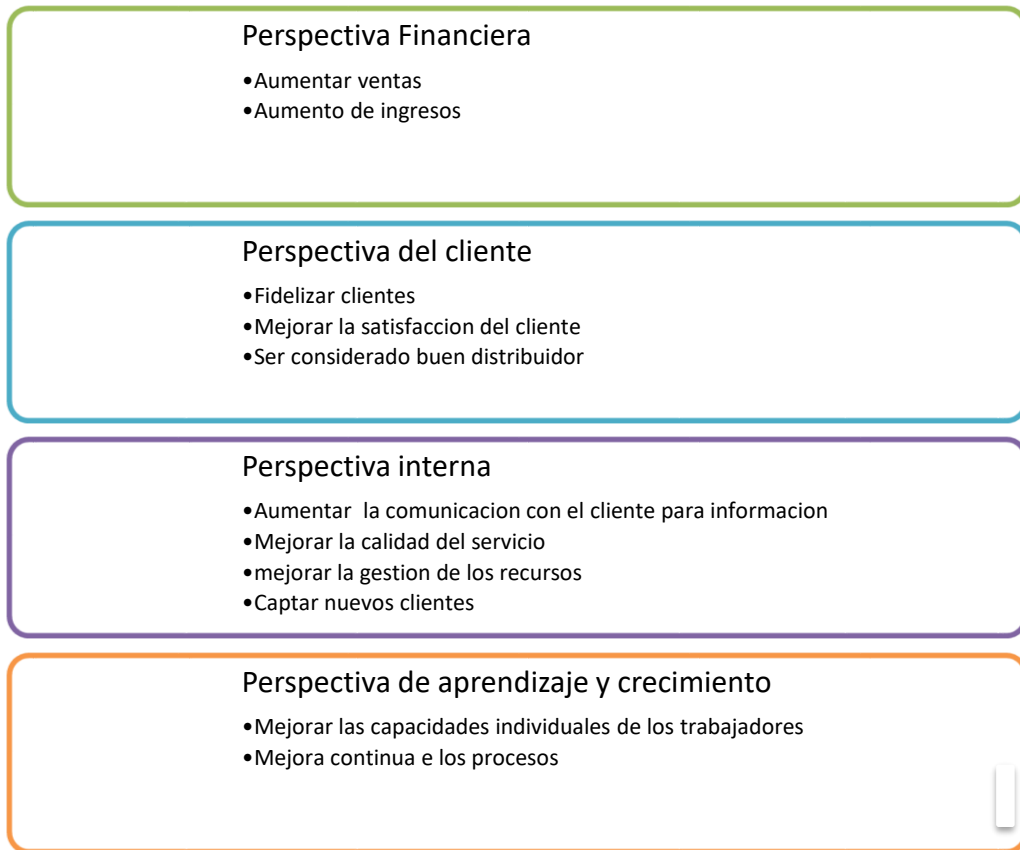 Perspectiva Financiera
•Aumentar ventas
•Aumento de ingresos
Perspectiva del cliente
•Fidelizar clientes
•Mejorar la satisfaccion del cliente
•Ser considerado buen distribuidor
Perspectiva interna
•Aumentar  la comunicacion con el cliente para informacion
•Mejorar la calidad del servicio
•mejorar la gestion de los recursos
•Captar nuevos clientes
Perspectiva de aprendizaje y crecimiento
•Mejorar las capacidades individuales de los trabajadores
•Mejora continua e los procesos